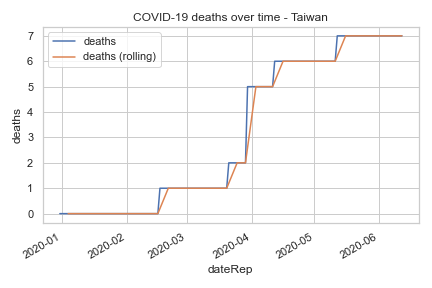 COVID-19 deaths over time - Taiwan
deaths
deaths (rolling)
7
6
5
4
3
2
1
0
deaths
2020-01
2020-02
2020-03
2020-04
2020-05
2020-06
dateRep